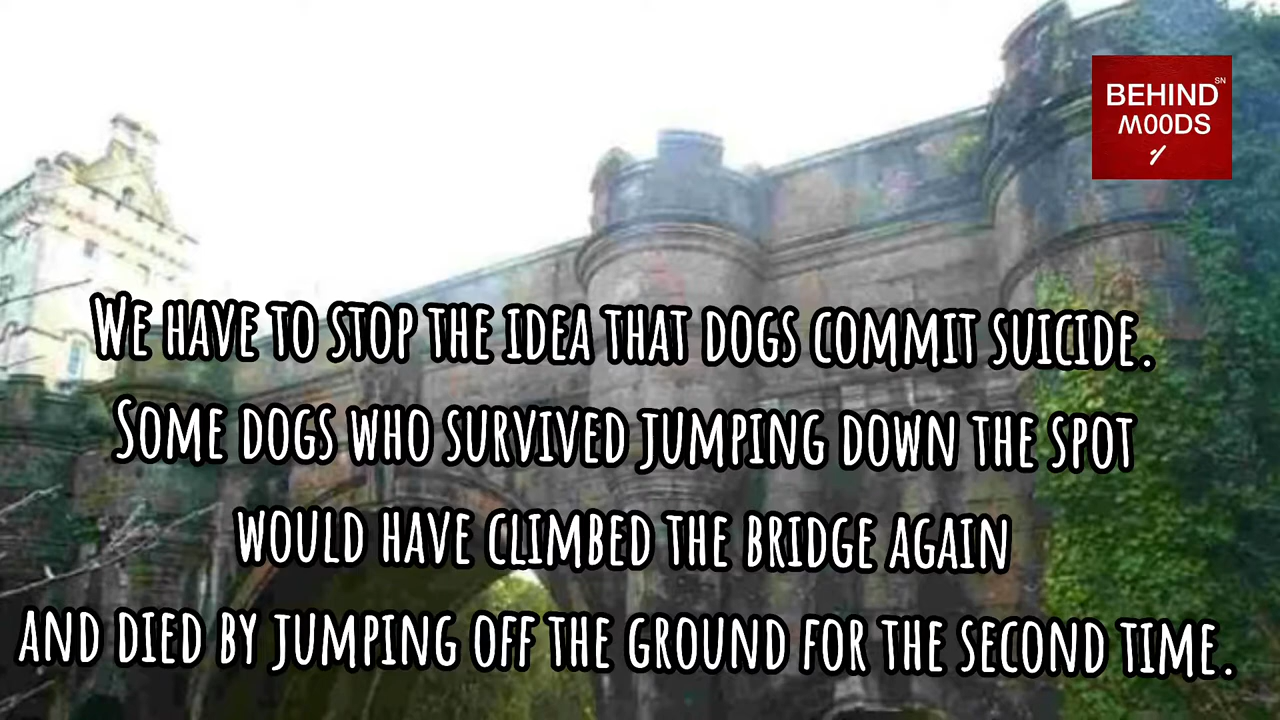 BEHIND SN
MOODS
We have to stop the idea that dogs commit suicide.
Some dogs who survived jumping down the spot
would have climbed the bridge again
and died by jumping off the ground for the second time.